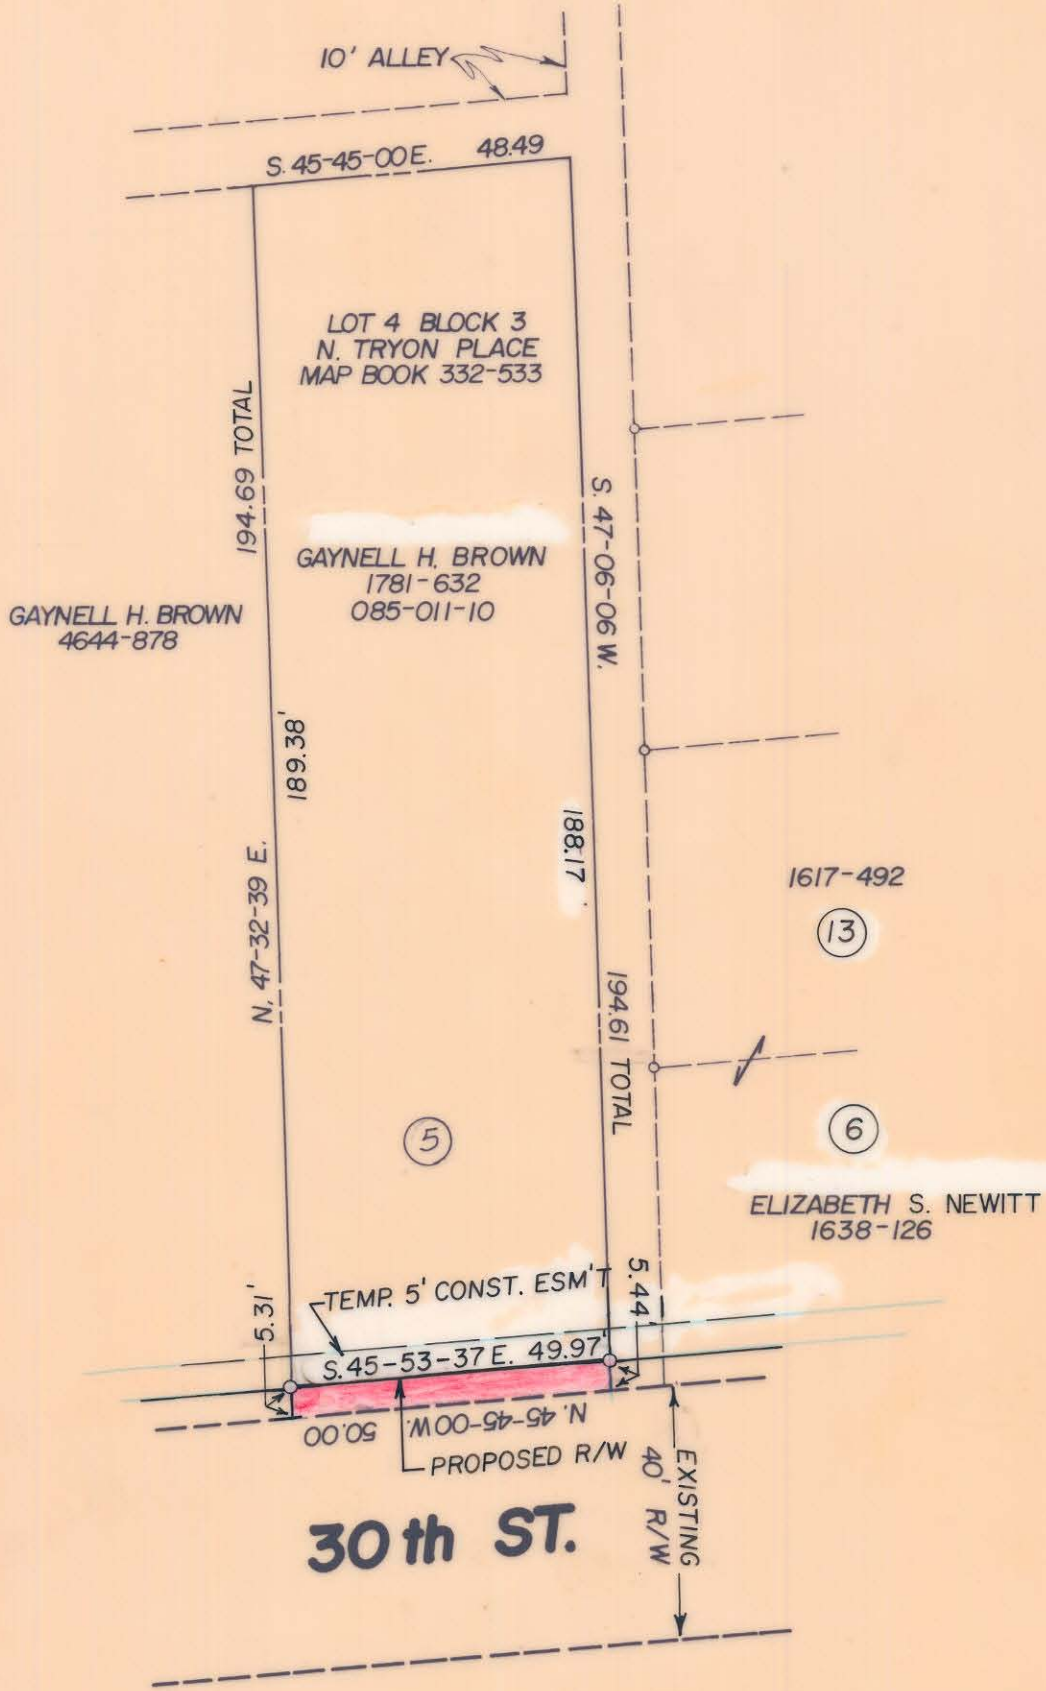 10' ALLEY
S. 45-45-00 E. 48.49
LOT 4 BLOCK 3
N. TRYON PLACE
MAP BOOK 332-533
194.69 TOTAL
S. 47-06-06 W.
GAYNELL H. BROWN
1781-632
085-011-10
GAYNELL H. BROWN
4644-878
189.38'
188.17
N. 47-32-39 E.
1617-492
13
194.61 TOTAL
5
6
ELIZABETH S. NEWITT
1638-126
5.31'
TEMP. 5' CONST. ESM'T
5.44'
S. 45-53-37 E. 49.97'
N. 45-45-00 W. 50.00
PROPOSED R/W
EXISTING
40' R/W
30th ST.